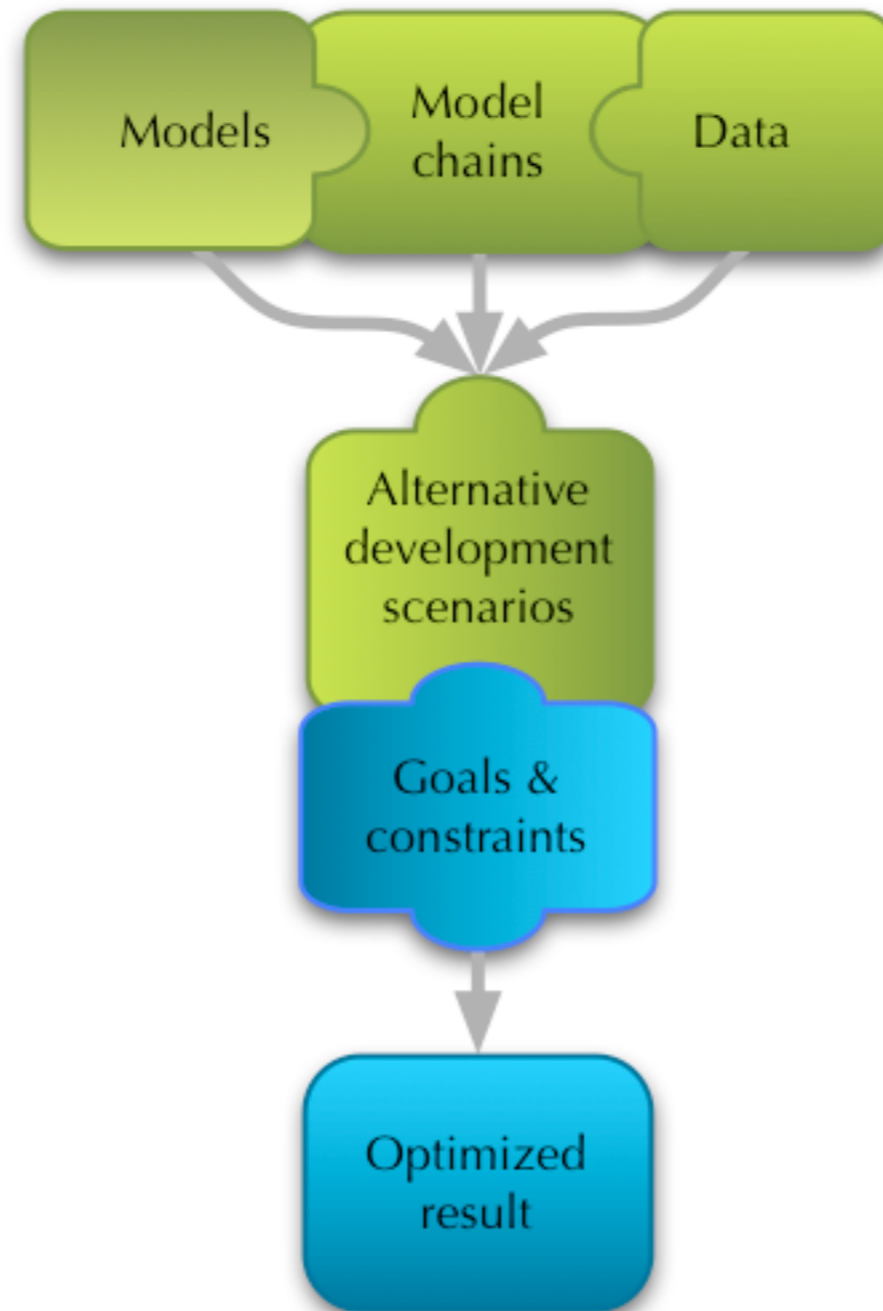 Models
Model
chains
Data
Alternative
development
scenarios
Goals &
constraints
Optimized
result